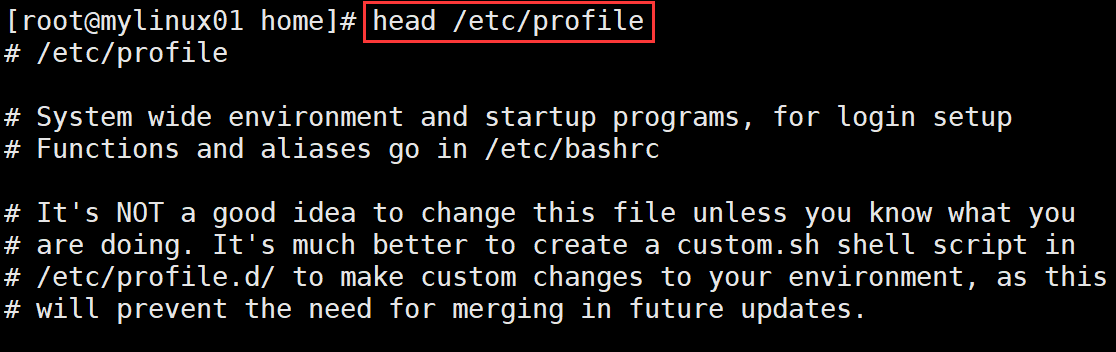 [root@mylinux01 home]# head /etc/profile
# /etc/profile
# System wide environment and startup programs, for login setup
# Functions and aliases go in /etc/bashrc
# It's NOT a good idea to change this file unless you know what you
# are doing. It's much better to create a custom.sh shell script in
# /etc/profile.d/ to make custom changes to your environment, as this
# will prevent the need for merging in future updates.